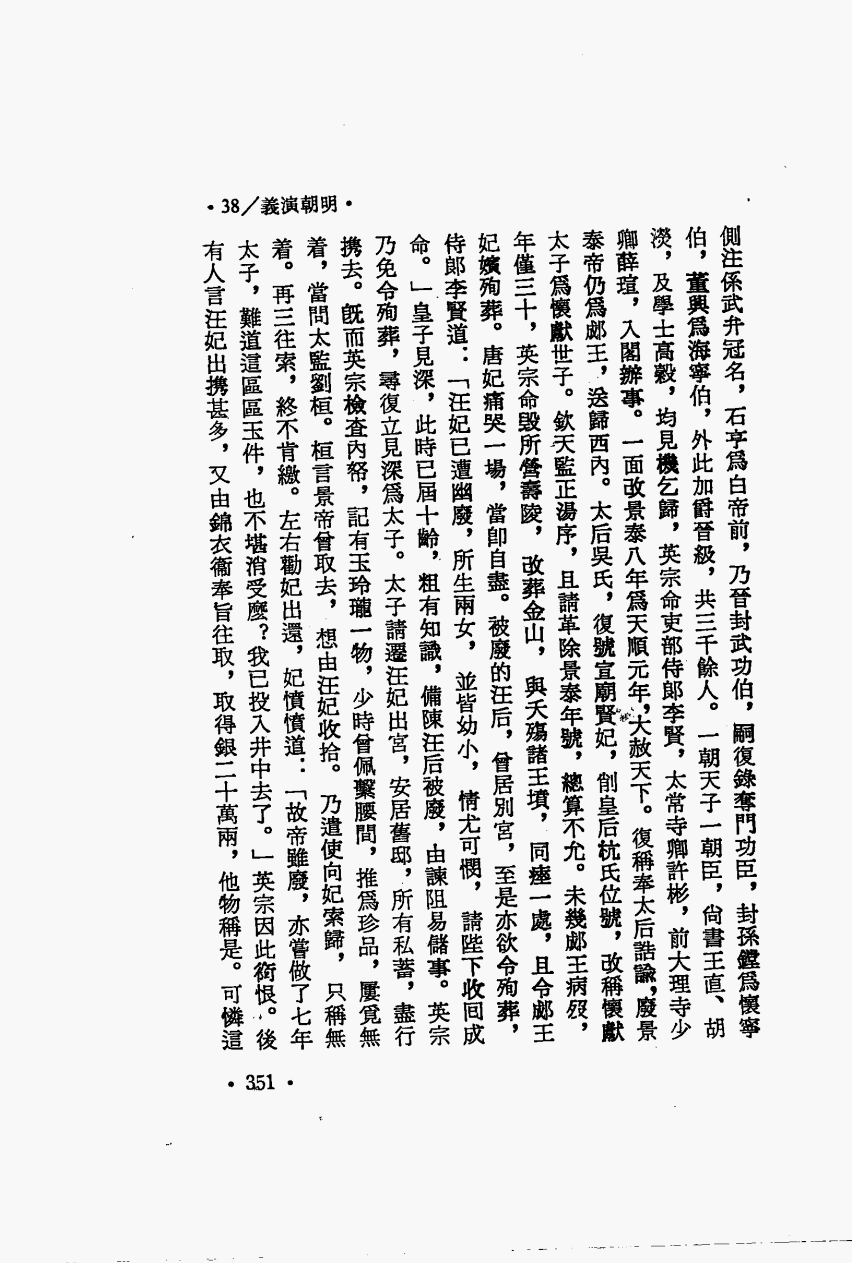 •38／義演朝明•
側注係武弁冠名，石亨爲白帝前，乃晉封武功伯，嗣復錄奪門功臣，封孫鏜爲懷寧
伯，董興爲海寧伯，外此加爵晉級，共三千餘人。一朝天子一朝臣，尙書王直、胡
濙，及學士高穀，均見機乞歸，英宗命吏部侍郞李賢，太常寺卿許彬，前大理寺少
卿薛瑄，入閣辦事。一面改景泰八年爲天順元年，大赦天下。復稱奉太后誥諭，廢景
泰帝仍爲郕王，送歸西內。太后吳氏，復號宣廟賢妃，削皇后杭氏位號，改稱懷獻
太子爲懷獻世子。欽天監正湯序，且請革除景泰年號，總算不允。未幾郕王病歿，
年僅三十，英宗命毀所營壽陵，改葬金山，與夭殤諸王墳，同瘞一處，且令郕王
妃嬪殉葬。唐妃痛哭一場，當卽自盡。被廢的汪后，曾居別宮，至是亦欲令殉葬，
侍郞李賢道：「汪妃已遭幽廢，所生兩女，並皆幼小，情尤可憫，請陛下收囘成
命。」皇子見深，此時已屆十齡，粗有知識，備陳汪后被廢，由諫阻易儲事。英宗
乃免令殉葬，尋復立見深爲太子。太子請遷汪妃出宮，安居舊邸，所有私蓄，盡行
携去。旣而英宗檢查內帑，記有玉玲瓏一物，少時曾佩繫腰間，推爲珍品，屢覓無
着，當問太監劉桓。桓言景帝曾取去，想由汪妃收拾。乃遣使向妃索歸，只稱無
着。再三往索，終不肯繳。左右勸妃出還，妃憤憤道：「故帝雖廢，亦嘗做了七年
太子，難道這區區玉件，也不堪消受麼？我已投入井中去了。」英宗因此銜恨。後
有人言汪妃出携甚多，又由錦衣衞奉旨往取，取得銀二十萬兩，他物稱是。可憐這
•351•